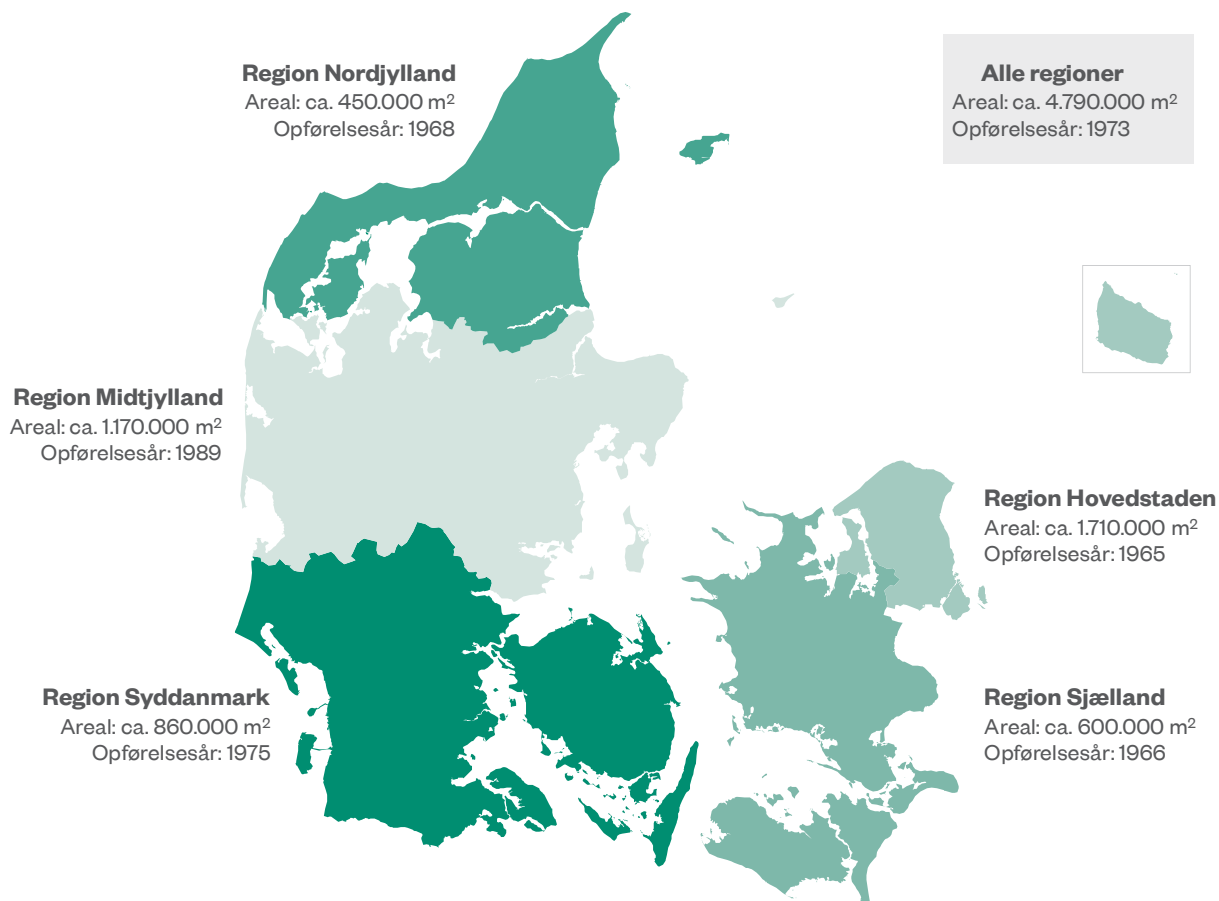 Region Nordjylland
Areal: ca. 450.000 m²
Opførelsesår: 1968
Alle regioner
Areal: ca. 4.790.000 m²
Opførelsesår: 1973
Region Midtjylland
Areal: ca. 1.170.000 m²
Opførelsesår: 1989
Region Hovedstaden
Areal: ca. 1.710.000 m²
Opførelsesår: 1965
Region Syddanmark
Areal: ca. 860.000 m²
Opførelsesår: 1975
Region Sjælland
Areal: ca. 600.000 m²
Opførelsesår: 1966